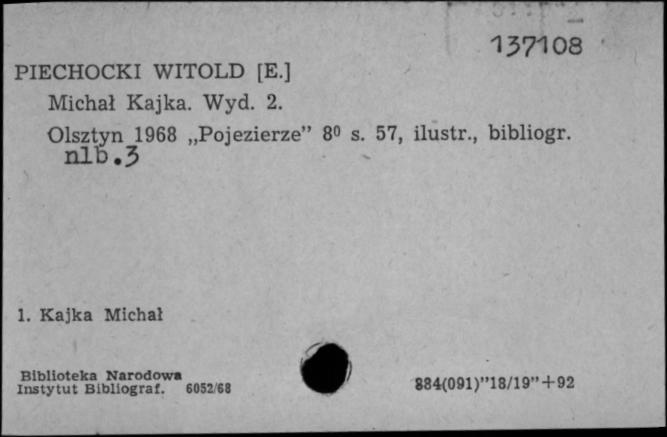 137108
PIECHOCKI WITOLD [E.]
Michał Kajka. Wyd. 2.
Olsztyn 1968 „Pojezierze” 8⁰ s. 57, ilustr., bibliogr.
nlb.3
1. Kajka Michał
Biblioteka Narodowa
Instytut Bibliograf. 6052/68
884(091)”18/19”+92